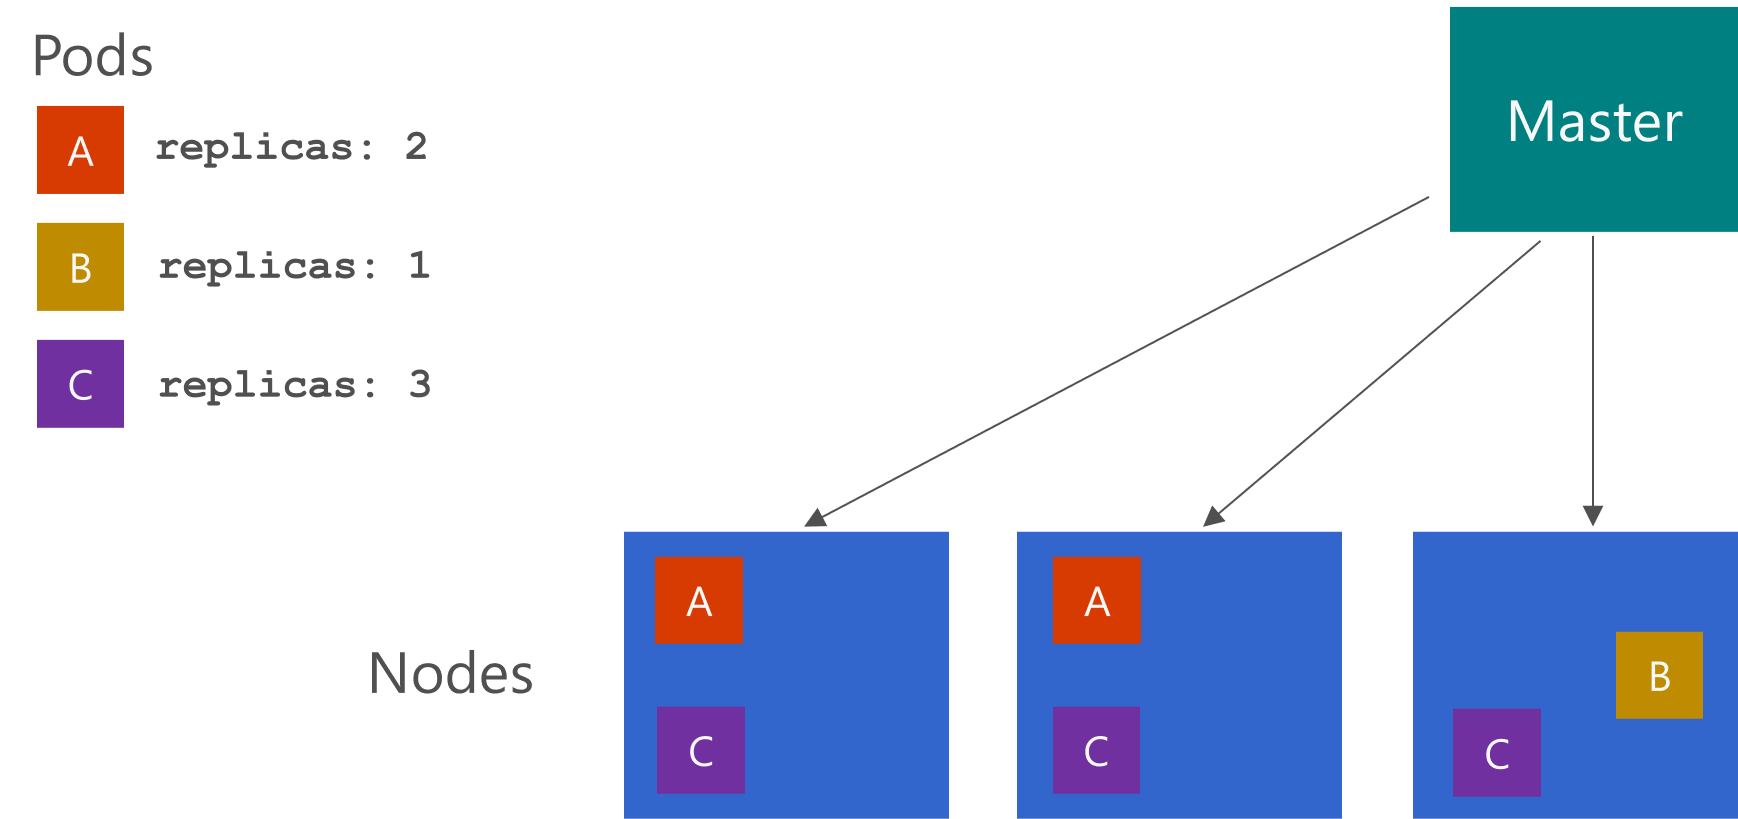 Pods
Master
A replicas: 2
B replicas: 1
C replicas: 3
A A
B
Nodes
C C C